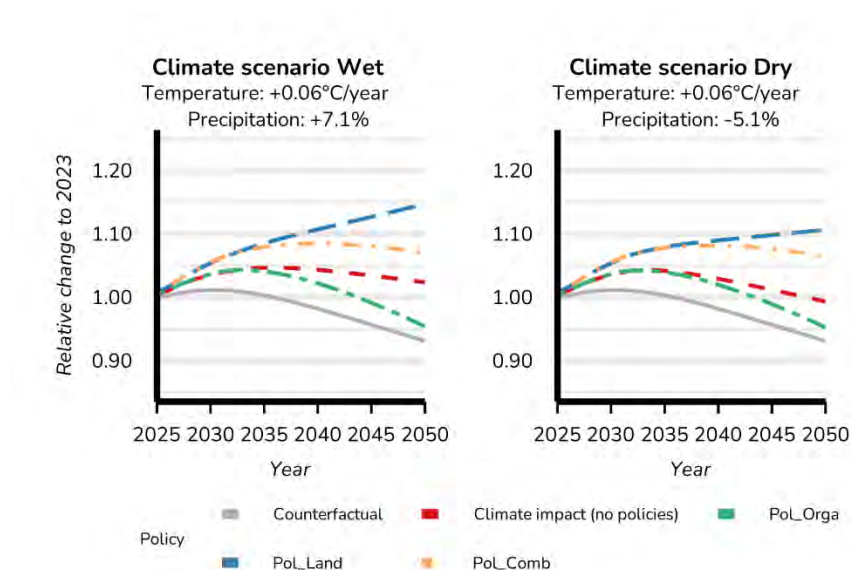 Climate scenario Wet
Temperature: +0.06°C/year
Precipitation: +7.1%
Climate scenario Dry
Temperature: +0.06°C/year
Precipitation: -5.1%
Relative change to 2023
1.20
1.10
1.00
0.90
1.20
1.10
1.00
0.90
2025 2030 2035 2040 2045 2050
Year
2025 2030 2035 2040 2045 2050
Year
Policy
Counterfactual
Climate impact (no policies)
Pol_Orga
Pol_Land
Pol_Comb